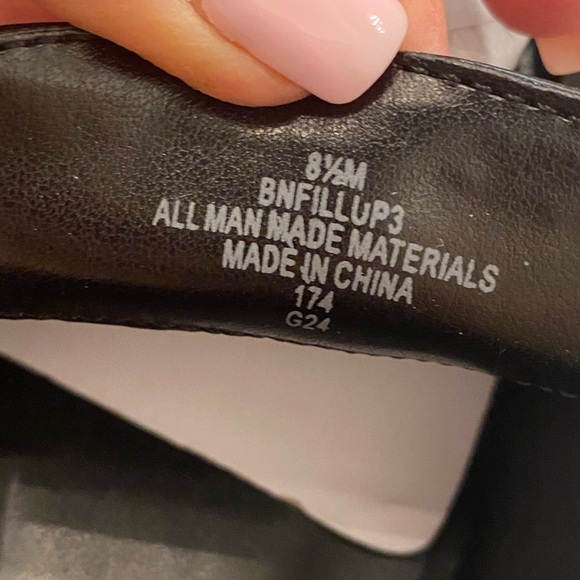 8½M
BNFILLUP3
ALL MAN MADE MATERIALS
MADE IN CHINA
174
G24